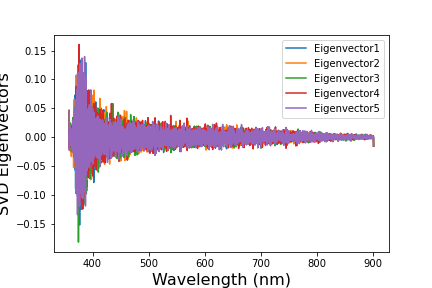 SVD Eigenvectors
0.15
0.10
0.05
0.00
−0.05
−0.10
−0.15
Eigenvector1
Eigenvector2
Eigenvector3
Eigenvector4
Eigenvector5
400 500 600 700 800 900
Wavelength (nm)